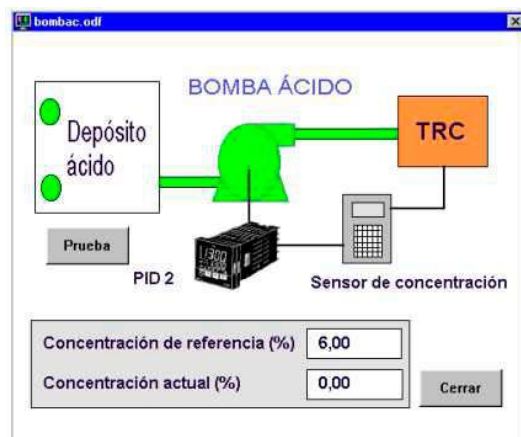 bombac.odf
BOMBA ÁCIDO
Depósito
ácido
TRC
Prueba
PID 2
Sensor de concentración
Concentración de referencia (%) 6,00
Concentración actual (%) 0,00
Cerrar